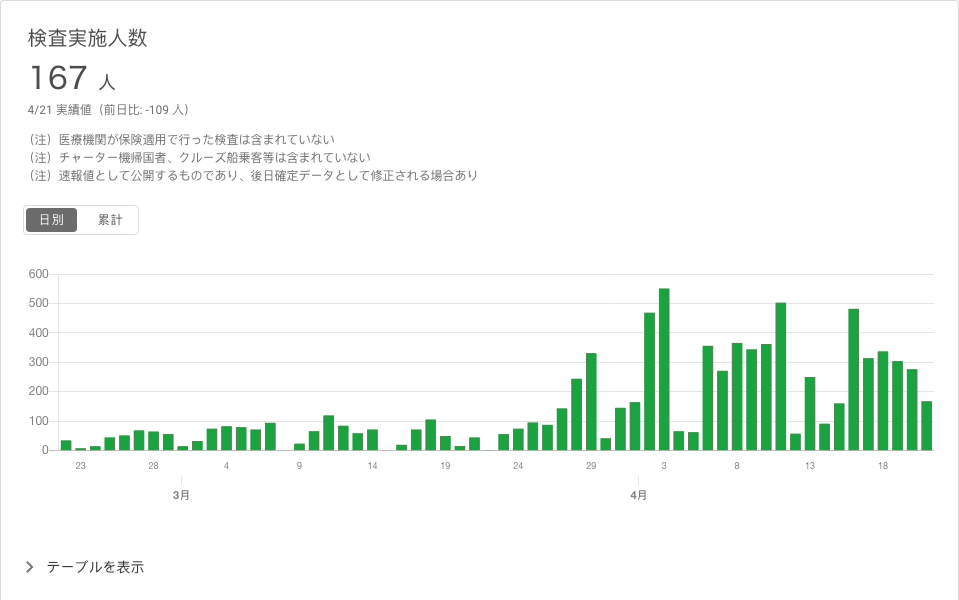 検査実施人数
167 人
4/21 実績値（前日比: -109 人）
（注）医療機関が保険適用で行った検査は含まれていない
（注）チャーター機帰国者、クルーズ船乗客等は含まれていない
（注）速報値として公開するものであり、後日確定データとして修正される場合あり
日別 累計
600
500
400
300
200
100
0
23 28 4 9 14 19 24 29 3 8 13 18
3月 4月
テーブルを表示